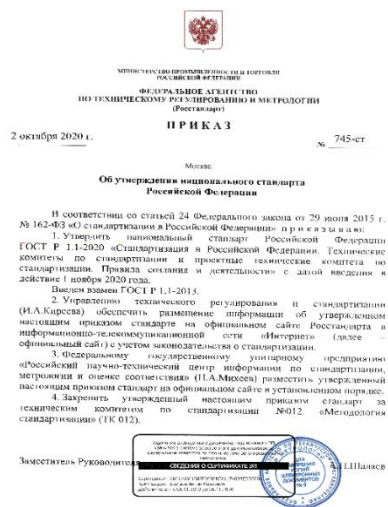 МИНИСТЕРСТВО ПРОМЫШЛЕННОСТИ И ТОРГОВЛИ
РОССИЙСКОЙ ФЕДЕРАЦИИ
ФЕДЕРАЛЬНОЕ АГЕНТСТВО
ПО ТЕХНИЧЕСКОМУ РЕГУЛИРОВАНИЮ И МЕТРОЛОГИИ
(Росстандарт)
ПРИКАЗ
2 октября 2020 г.
№ 745-ст
Москва
Об утверждении национального стандарта
Российской Федерации
В соответствии со статьей 24 Федерального закона от 29 июня 2015 г.
№ 162-ФЗ «О стандартизации в Российской Федерации» приказываю:
1. Утвердить национальный стандарт Российской Федерации
ГОСТ Р 1.1-2020 «Стандартизация в Российской Федерации. Технические
комитеты по стандартизации и проектные технические комитеты по
стандартизации. Правила создания и деятельности» с датой введения в
действие 1 ноября 2020 года.
Введен взамен ГОСТ Р 1.1-2013.
2. Управлению технического регулирования и стандартизации
(И.А.Киреева) обеспечить размещение информации об утвержденном
настоящим приказом стандарте на официальном сайте Росстандарта в
информационно-телекоммуникационной сети «Интернет» (далее –
официальный сайт) с учетом законодательства о стандартизации.
3. Федеральному государственному унитарному предприятию
«Российский научно-технический центр информации по стандартизации,
метрологии и оценке соответствия» (П.А.Михеев) разместить утвержденный
настоящим приказом стандарт на официальном сайте в установленном порядке.
4. Закрепить утвержденный настоящим приказом стандарт за
техническим комитетом по стандартизации №012 «Методология
стандартизации» (ТК 012).
Заместитель Руководителя
СВЕДЕНИЯ О СЕРТИФИКАТЕ ЭП
А.П.Шалаев
ДЛЯ
КОПИЙ
ЭЛЕКТРОННЫХ
ДОКУМЕНТОВ